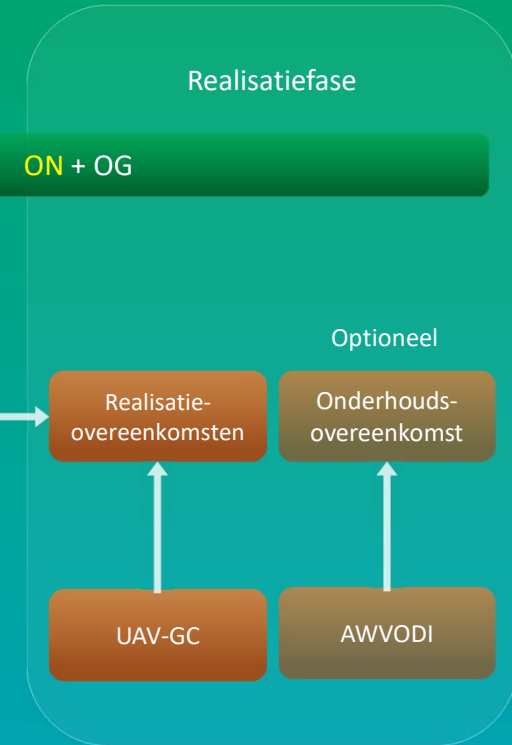 Realisatiefase
ON + OG
Optioneel
Realisatie-
overeenkomsten
Onderhouds-
overeenkomst
UAV-GC
AWVODI